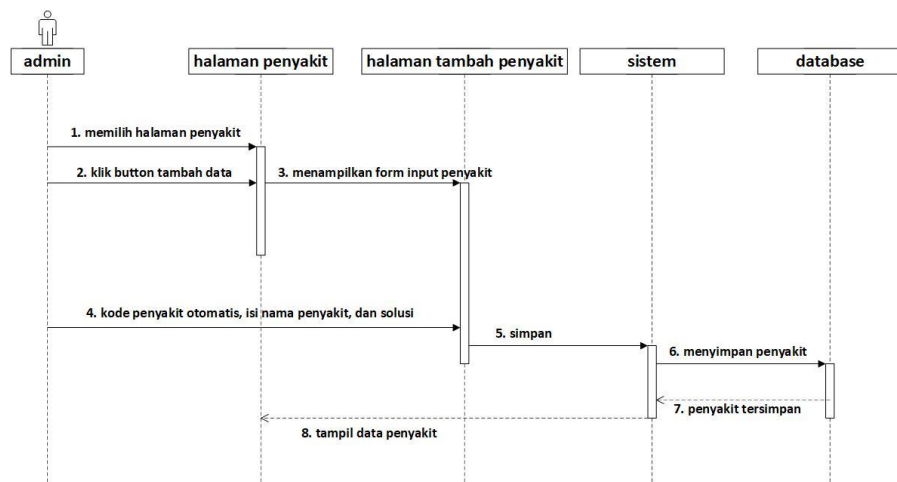 admin
halaman penyakit
halaman tambah penyakit
sistem
database
1. memilih halaman penyakit
2. klik button tambah data
3. menampilkan form input penyakit
4. kode penyakit otomatis, isi nama penyakit, dan solusi
5. simpan
6. menyimpan penyakit
7. penyakit tersimpan
8. tampil data penyakit